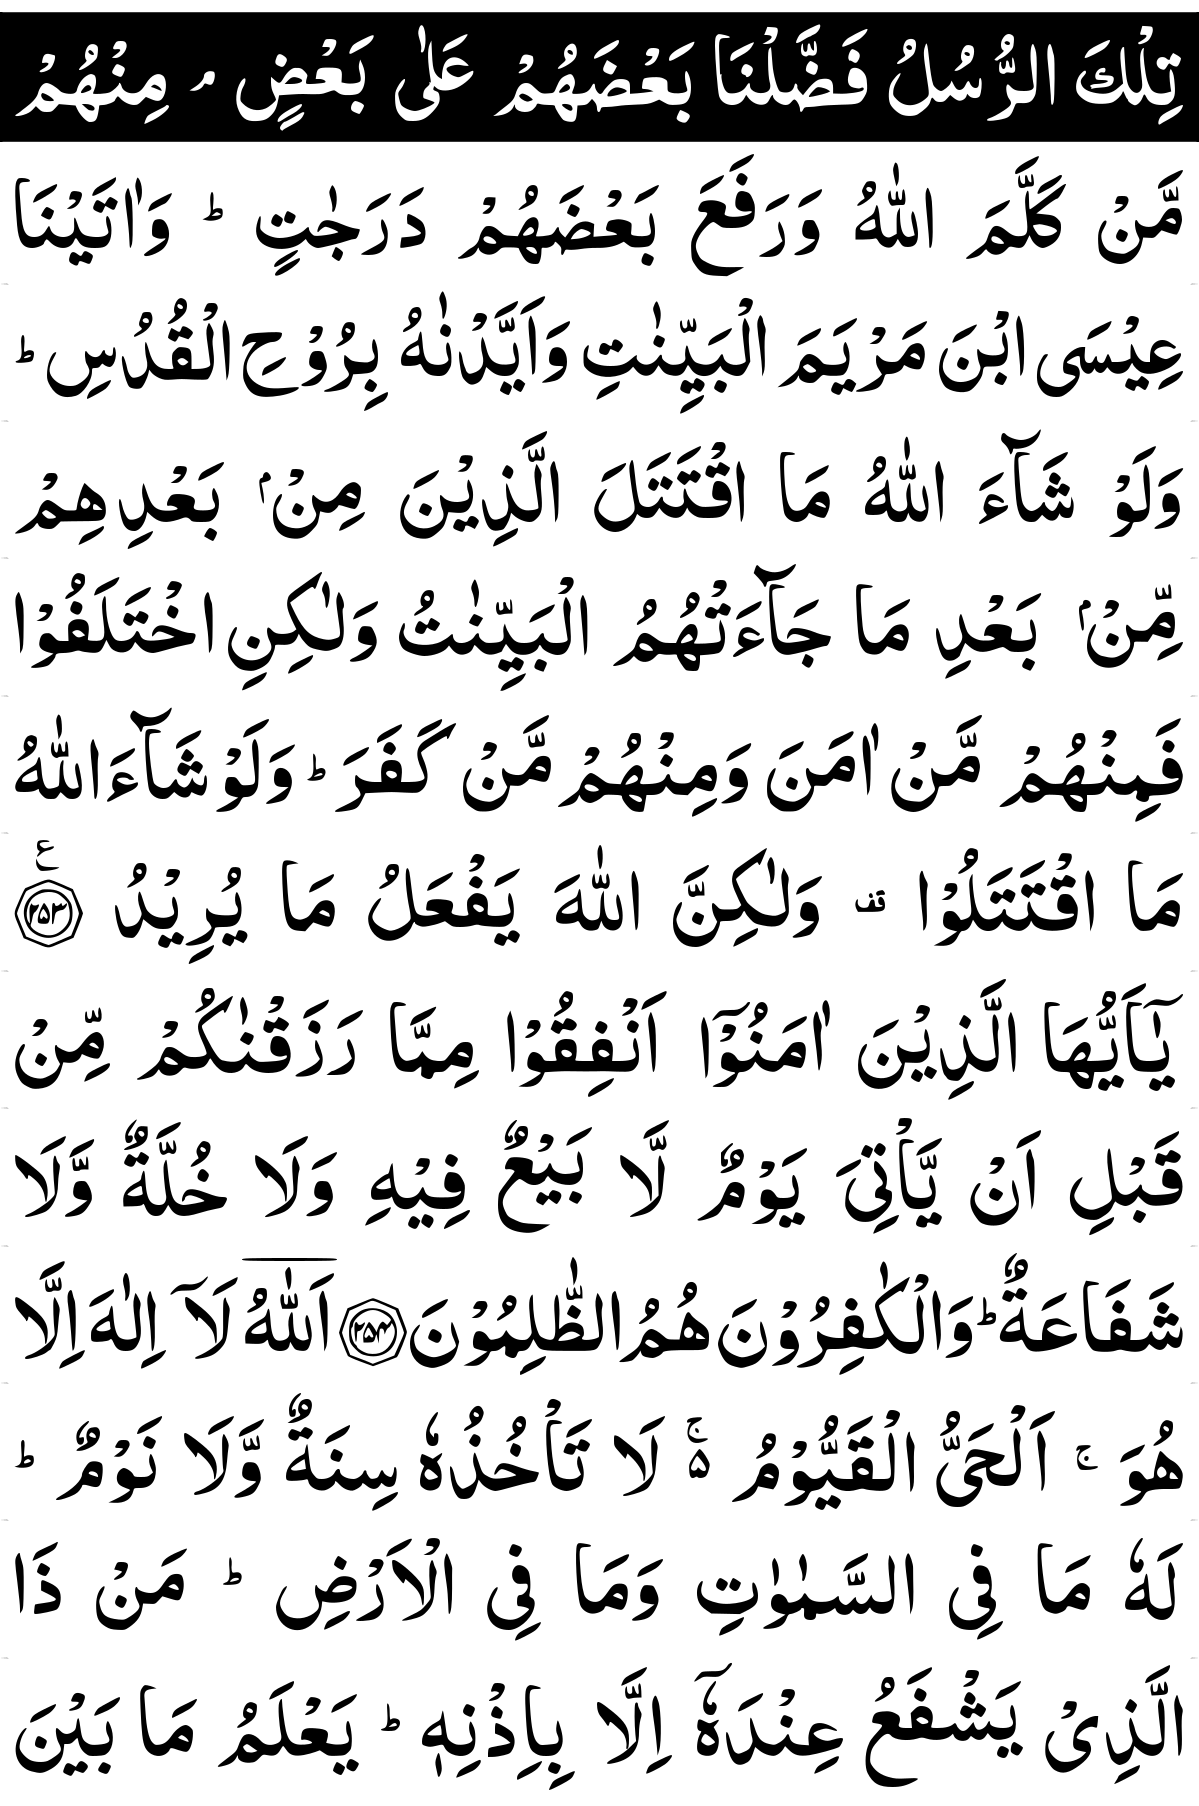 تِلْكَ الرُّسُلُ فَضَّلْنَا بَعْضَهُمْ عَلٰى بَعْضٍ ۘ مِنْهُمْ
مَّنْ كَلَّمَ اللّٰهُ وَرَفَعَ بَعْضَهُمْ دَرَجٰتٍ ؕ وَاٰتَيْنَا
عِيْسَى ابْنَ مَرْيَمَ الْبَيِّنٰتِ وَاَيَّدْنٰهُ بِرُوْحِ الْقُدُسِ ؕ
وَلَوْ شَآءَ اللّٰهُ مَا اقْتَتَلَ الَّذِيْنَ مِنْۢ بَعْدِهِمْ
مِّنْۢ بَعْدِ مَا جَآءَتْهُمُ الْبَيِّنٰتُ وَلٰكِنِ اخْتَلَفُوْا
فَمِنْهُمْ مَّنْ اٰمَنَ وَمِنْهُمْ مَّنْ كَفَرَ ؕ وَلَوْ شَآءَ اللّٰهُ
مَا اقْتَتَلُوْا قف وَلٰكِنَّ اللّٰهَ يَفْعَلُ مَا يُرِيْدُ ﴿۲۵۳﴾ ع
يٰۤاَيُّهَا الَّذِيْنَ اٰمَنُوْۤا اَنْفِقُوْا مِمَّا رَزَقْنٰكُمْ مِّنْ
قَبْلِ اَنْ يَّاْتِيَ يَوْمٌ لَّا بَيْعٌ فِيْهِ وَلَا خُلَّةٌ وَّلَا
شَفَاعَةٌ ؕ وَالْكٰفِرُوْنَ هُمُ الظّٰلِمُوْنَ ﴿۲۵۴﴾ اَللّٰهُ لَاۤ اِلٰهَ اِلَّا
هُوَ ۚ اَلْحَيُّ الْقَيُّوْمُ ۵ۚ لَا تَاْخُذُهٗ سِنَةٌ وَّلَا نَوْمٌ ؕ
لَهٗ مَا فِي السَّمٰوٰتِ وَمَا فِي الْاَرْضِ ؕ مَنْ ذَا
الَّذِيْ يَشْفَعُ عِنْدَهٗۤ اِلَّا بِاِذْنِهٖ ؕ يَعْلَمُ مَا بَيْنَ